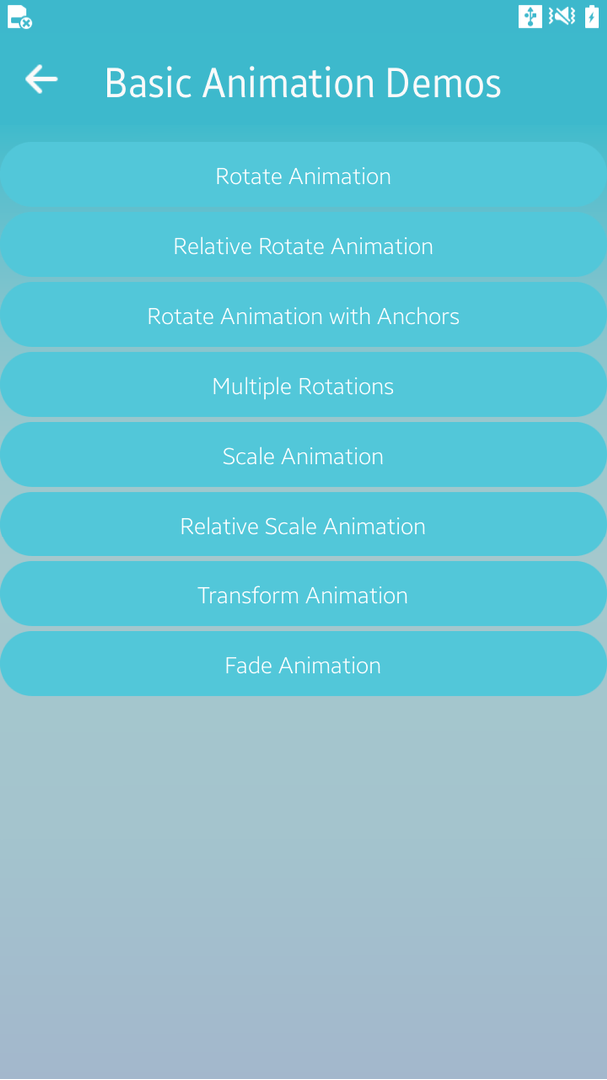 Basic Animation Demos
Rotate Animation
Relative Rotate Animation
Rotate Animation with Anchors
Multiple Rotations
Scale Animation
Relative Scale Animation
Transform Animation
Fade Animation